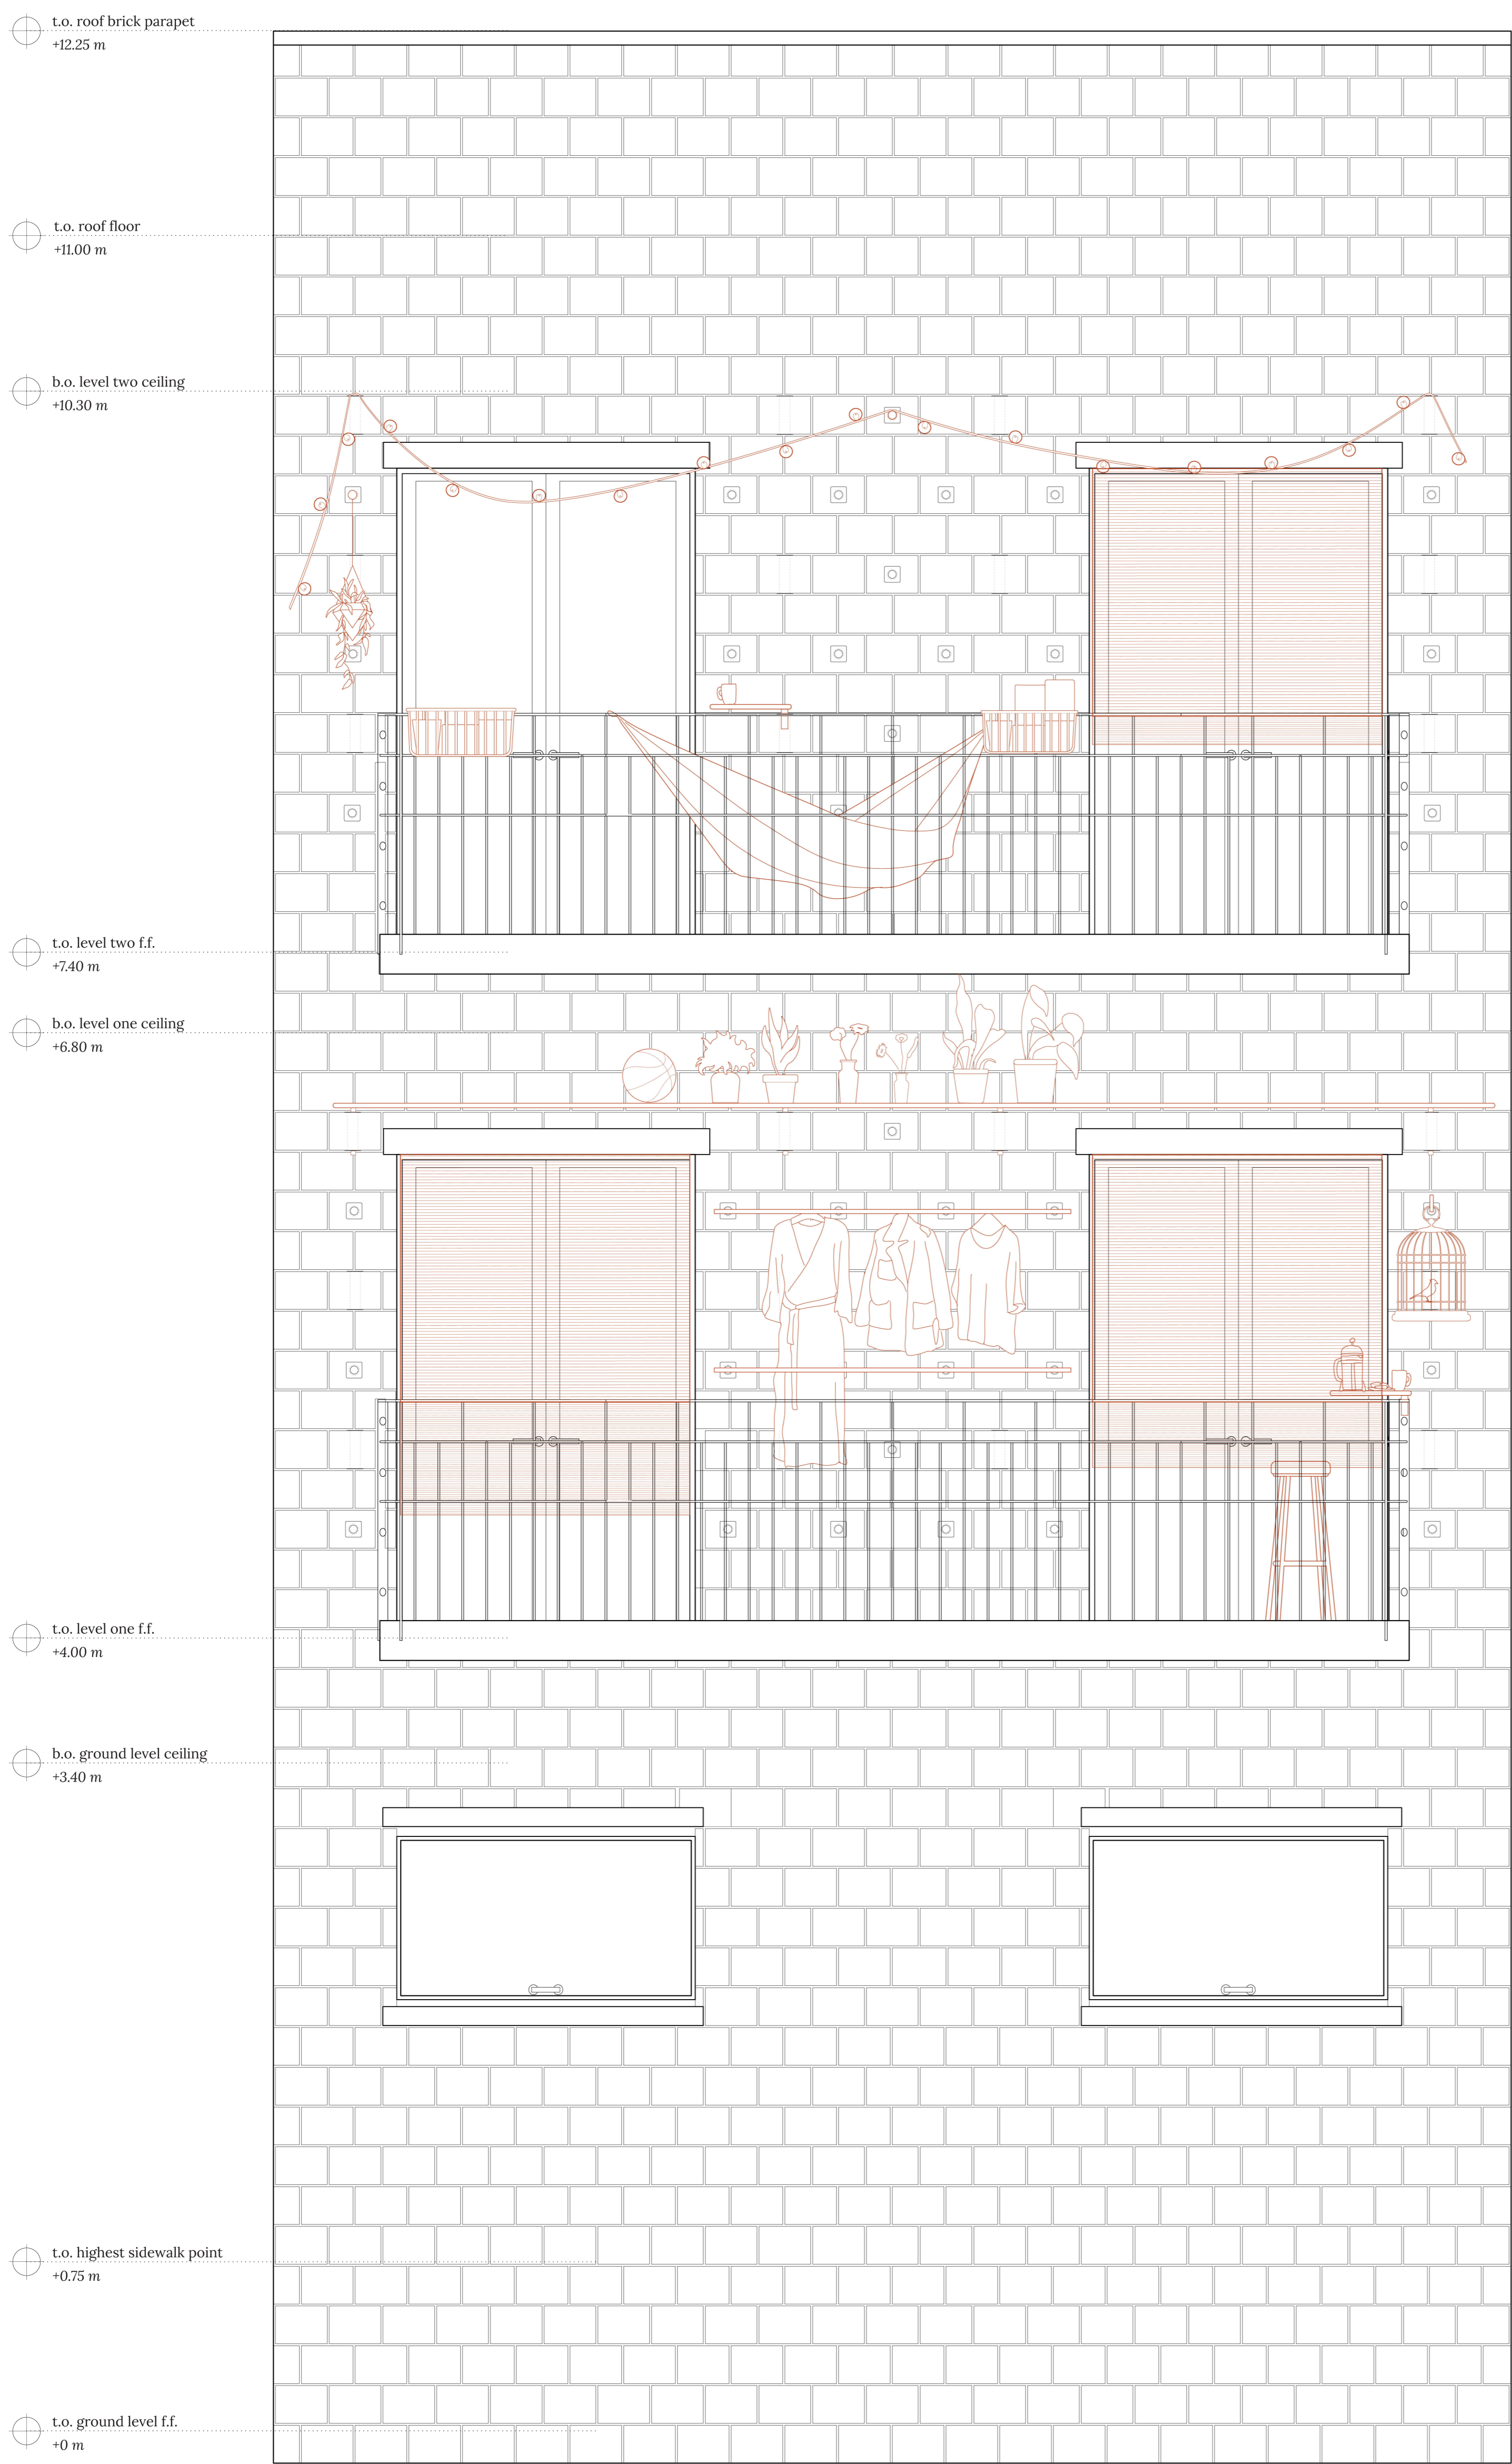 t.o. roof brick parapet
+12.25 m
t.o. roof floor
+11.00 m
b.o. level two ceiling
+10.30 m
t.o. level two f.f.
+7.40 m
b.o. level one ceiling
+6.80 m
t.o. level one f.f.
+4.00 m
b.o. ground level ceiling
+3.40 m
t.o. highest sidewalk point
+0.75 m
t.o. ground level f.f.
+0 m